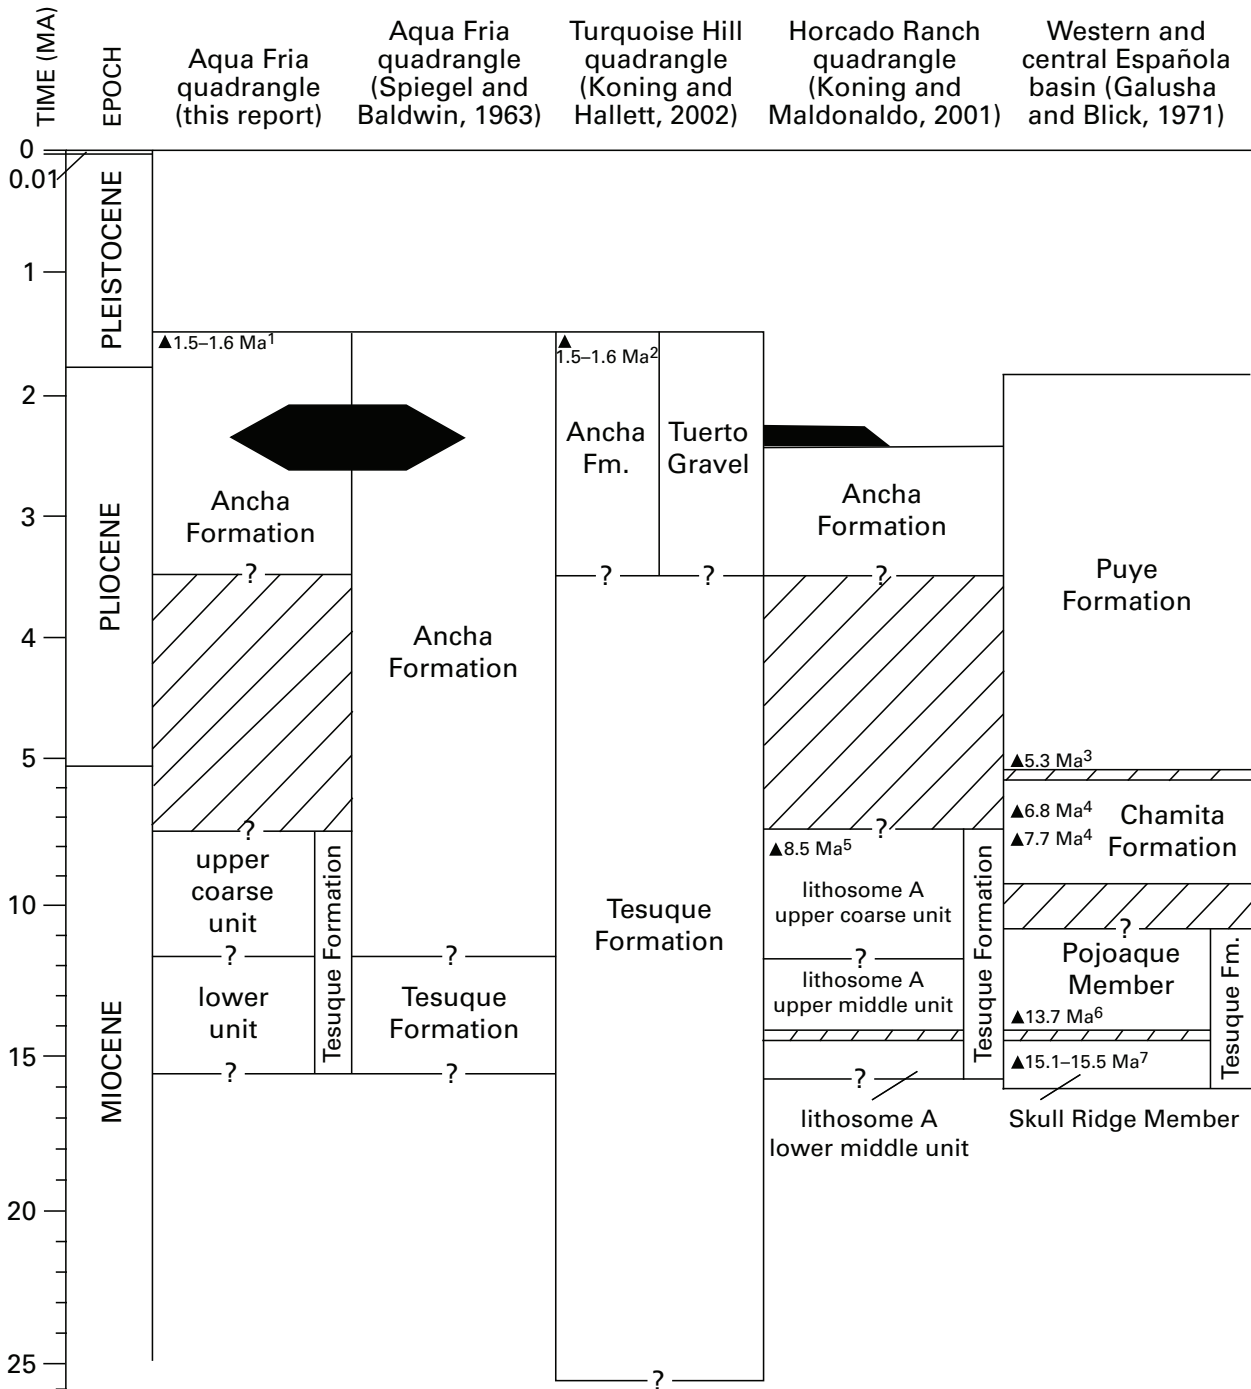 TIME (MA)
EPOCH
Aqua Fria
quadrangle
(this report)
Aqua Fria
quadrangle
(Spiegel and
Baldwin, 1963)
Turquoise Hill
quadrangle
(Koning and
Hallett, 2002)
Horcado Ranch
quadrangle
(Koning and
Maldonaldo, 2001)
Western and
central Española
basin (Galusha
and Blick, 1971)
0
0.01
1
2
3
4
5
10
15
20
25
PLEISTOCENE
PLIOCENE
MIOCENE
▲1.5–1.6 Ma1
Ancha
Formation
?
?
upper
coarse
unit
?
lower
unit
?
Tesuque Formation
Ancha
Formation
?
Tesuque
Formation
?
▲
1.5–1.6 Ma2
Ancha
Fm.
Tuerto
Gravel
?
?
Tesuque
Formation
?
Ancha
Formation
?
?
▲8.5 Ma5
lithosome A
upper coarse unit
?
lithosome A
upper middle unit
?
lithosome A
lower middle unit
Tesuque Formation
Puye
Formation
▲5.3 Ma3
▲6.8 Ma4
▲7.7 Ma4
Chamita
Formation
?
Pojoaque
Member
▲13.7 Ma6
▲15.1–15.5 Ma7
Skull Ridge Member
Tesuque Fm.